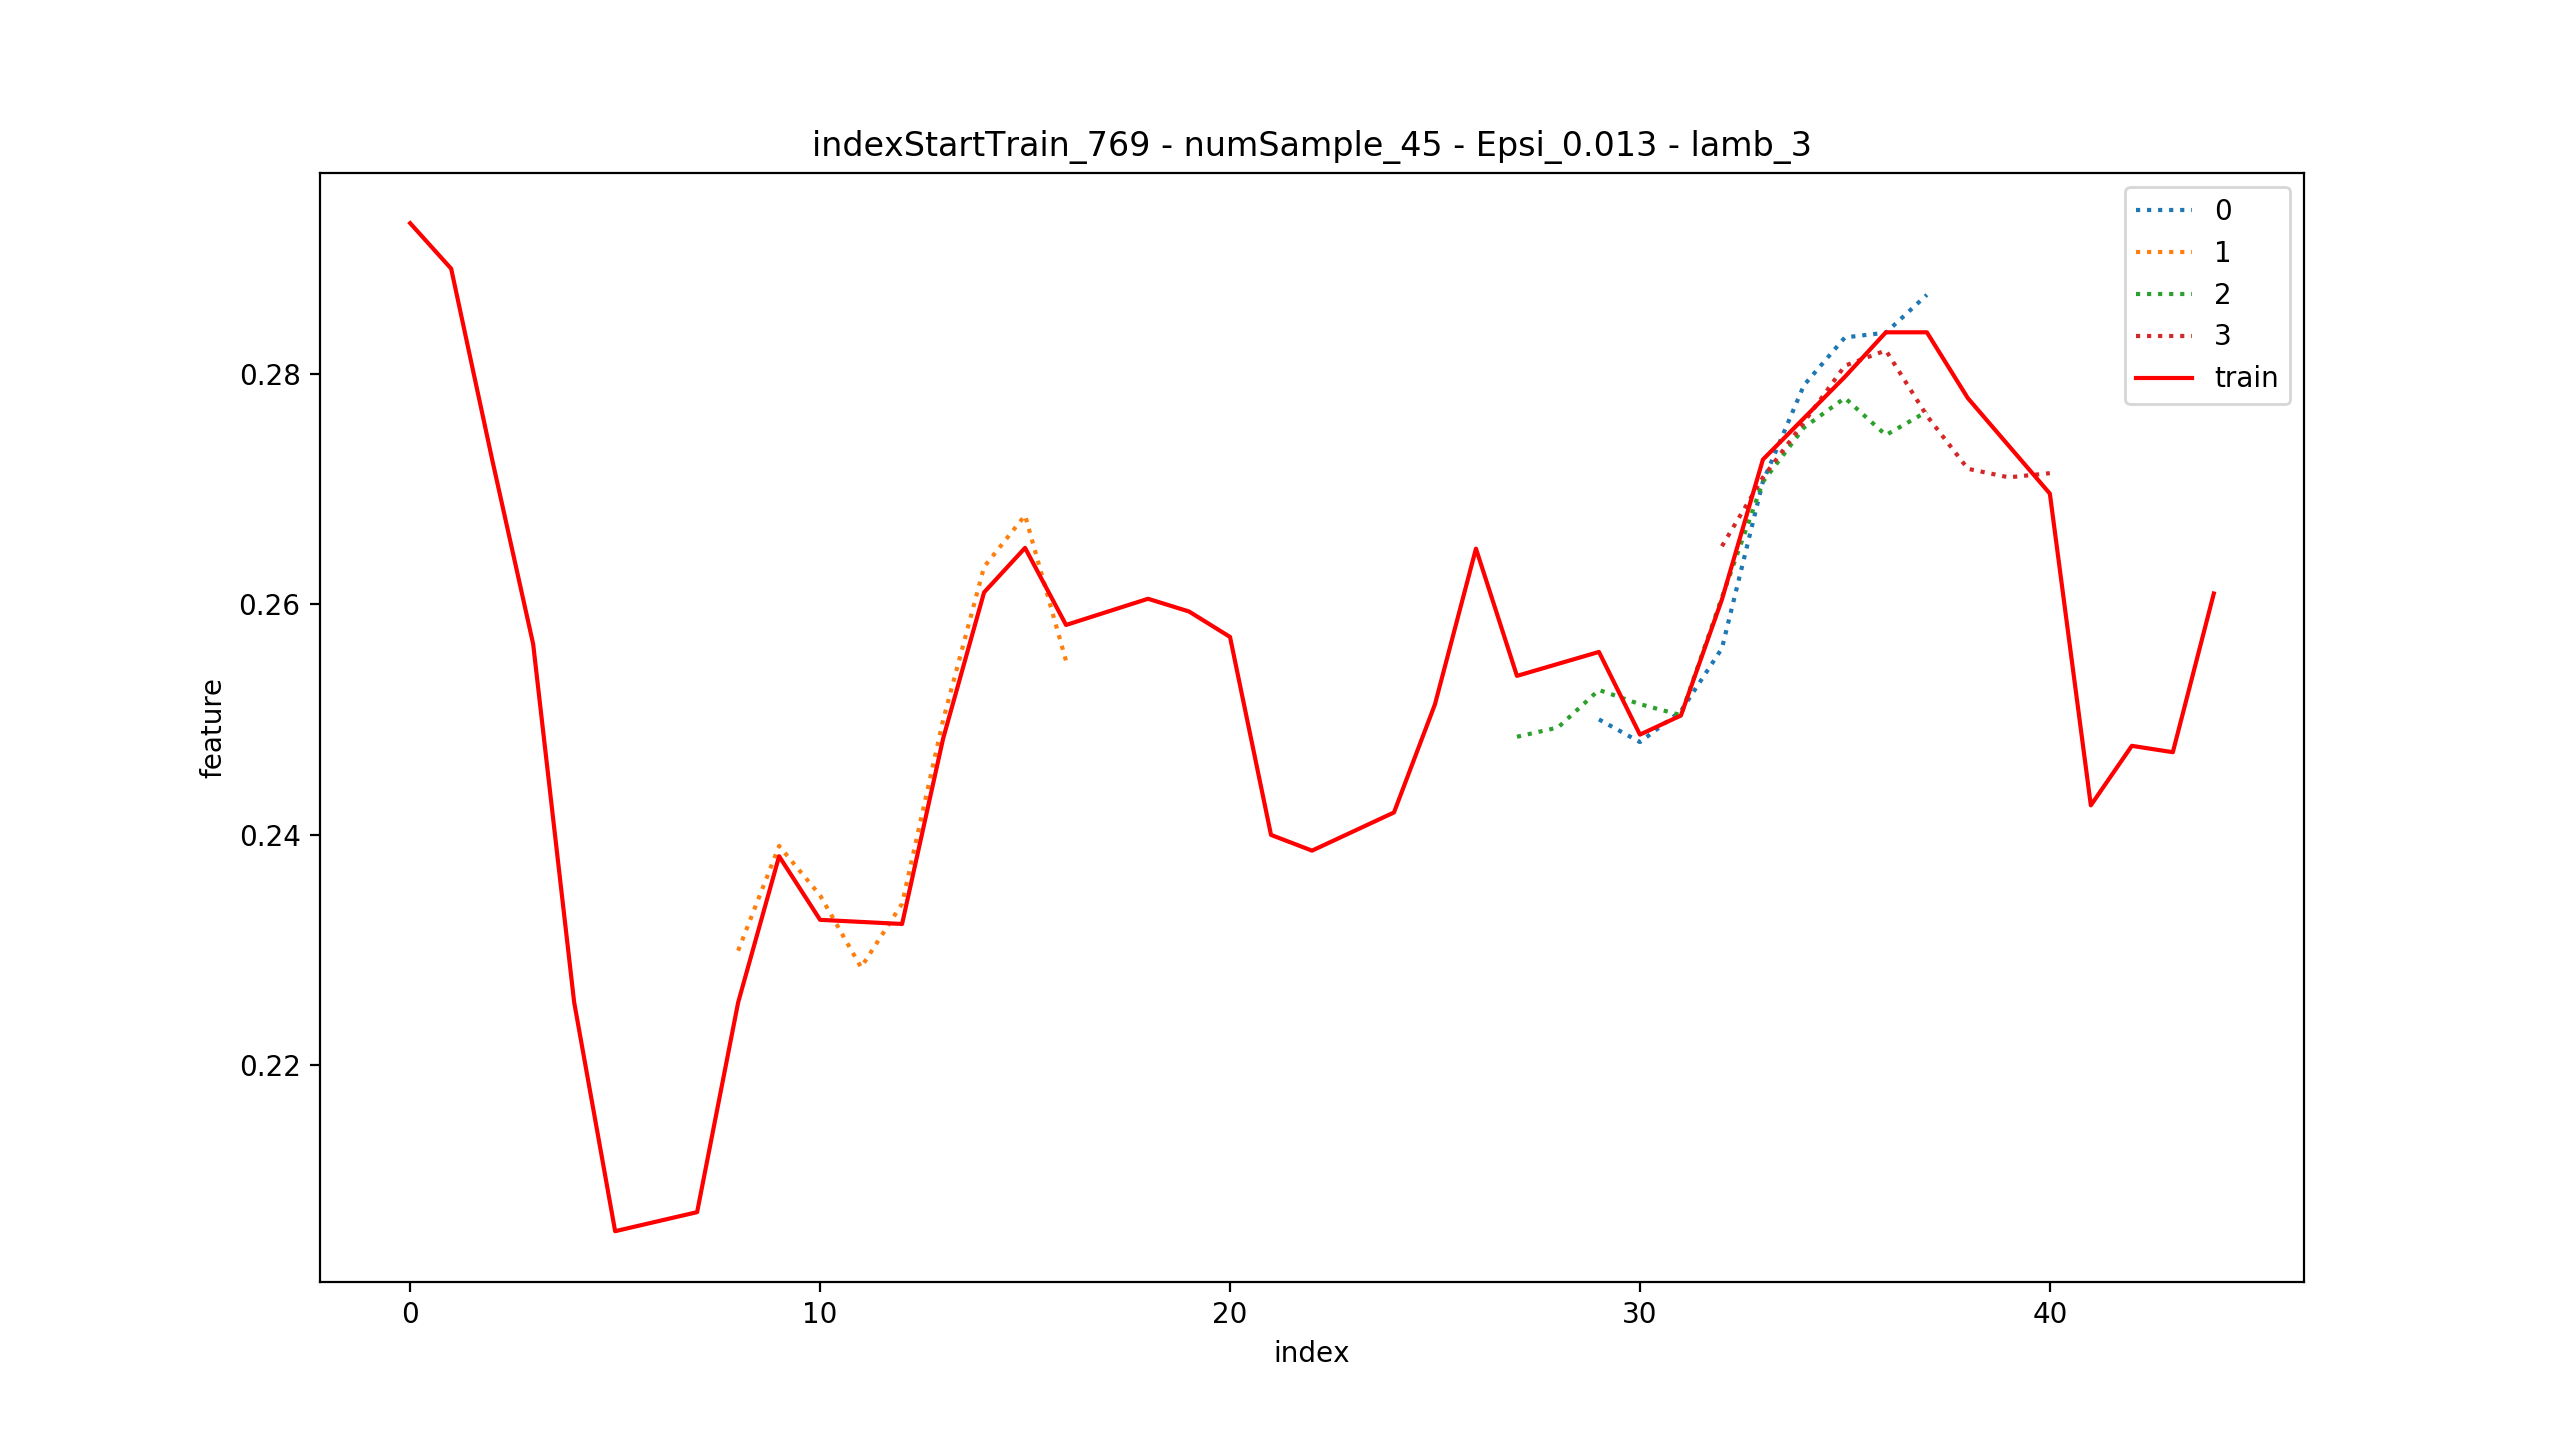 indexStartTrain_769 - numSample_45 - Epsi_0.013 - lamb_3
0
1
2
3
train
0.28
0.26
0.24
0.22
feature
0 10 20 30 40
index